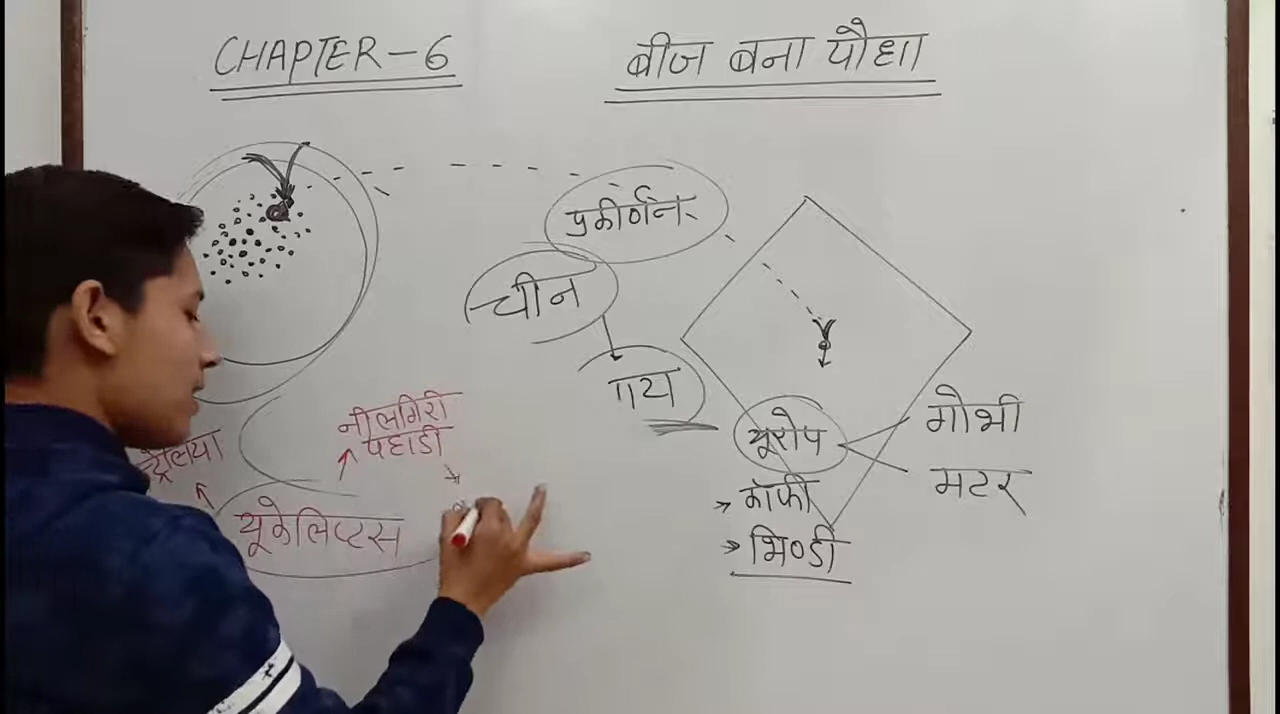 CHAPTER-6
बीज बना पौधा
प्रकीर्णन
चीन
गोभी
यूरोप
नीलगिरी
पहाडी
मटर
कॉफी
यूकेलिप्टस
भिण्डी